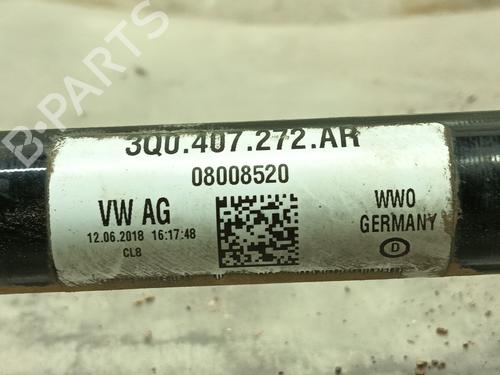 3Q0.407.272.AR
08008520
VW AG
12.06.2018 16:17:48
CL8
WWO
GERMANY
D
B-PARTS